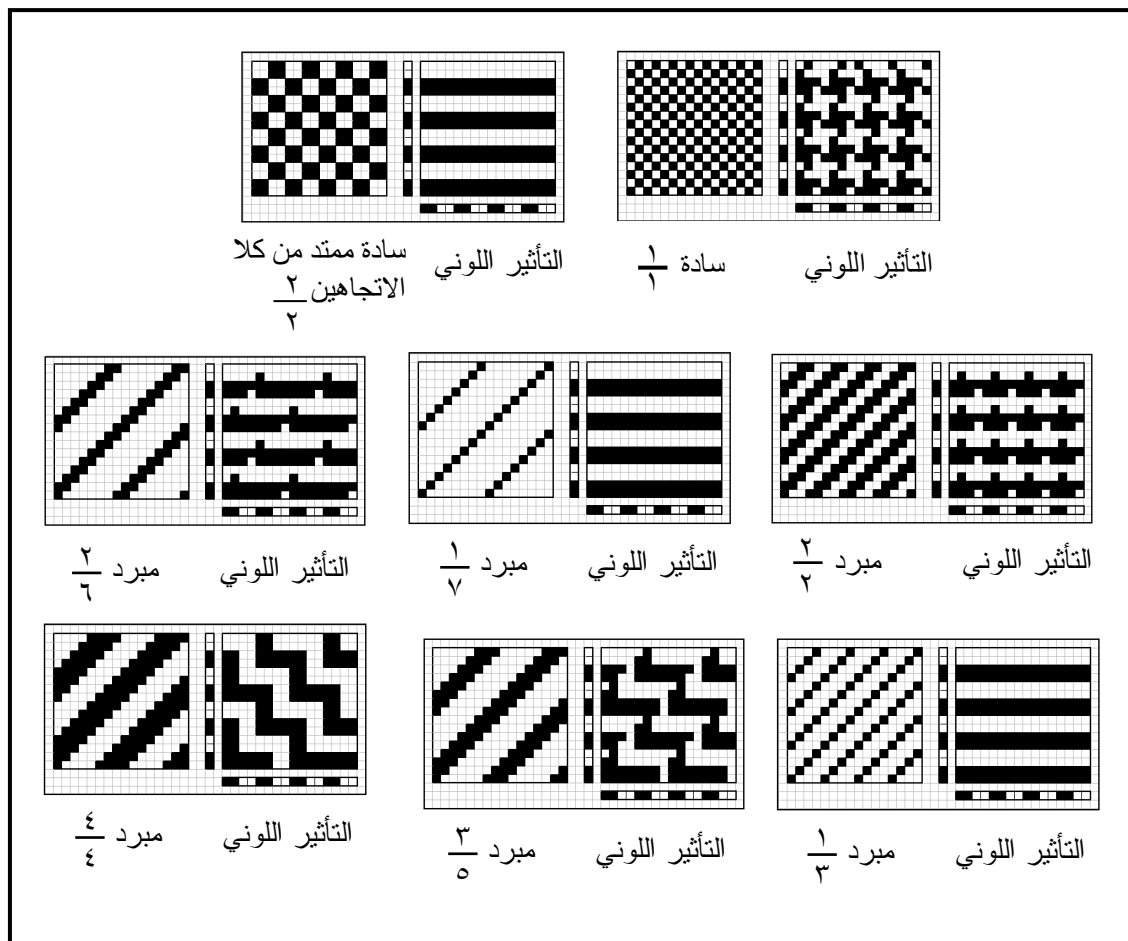 التأثير اللوني
سادة ١/١
التأثير اللوني
سادة ممتد من كلا
الاتجاهين ٢/٢
التأثير اللوني
مبرد ٢/٢
التأثير اللوني
مبرد ١/٧
التأثير اللوني
مبرد ٢/٦
التأثير اللوني
مبرد ١/٣
التأثير اللوني
مبرد ٣/٥
التأثير اللوني
مبرد ٤/٤